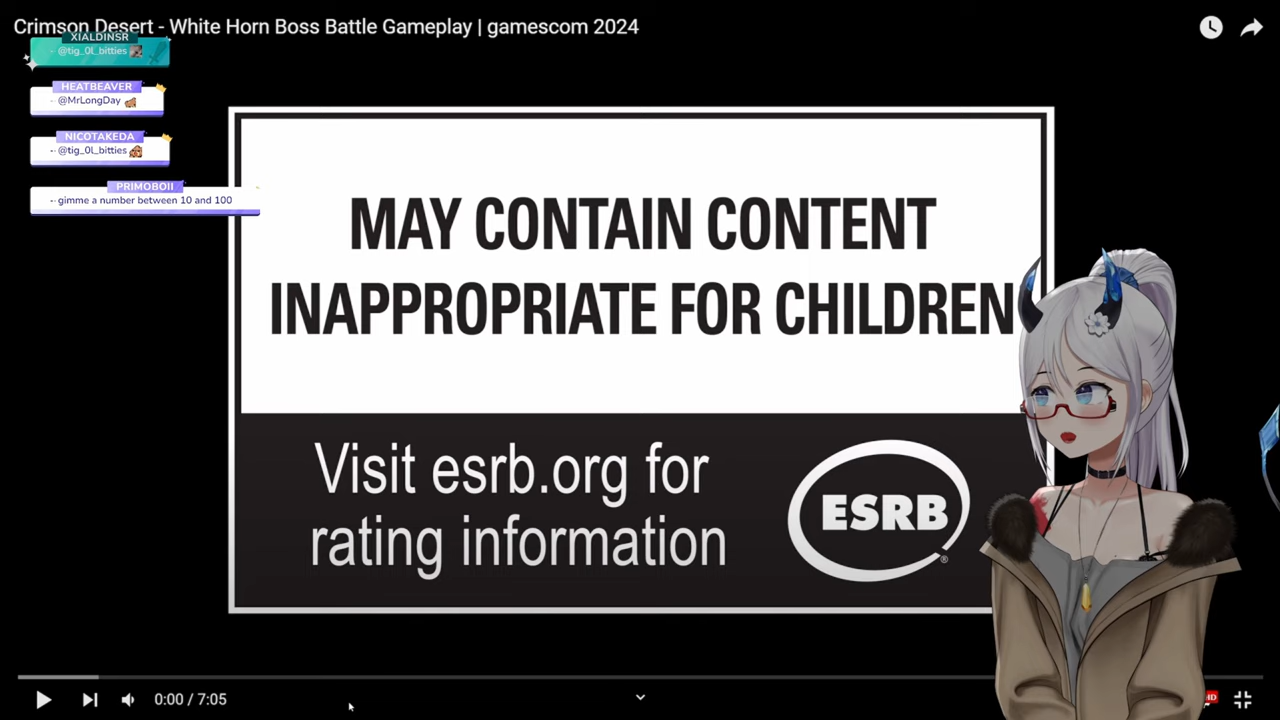 Crimson Desert - White Horn Boss Battle Gameplay | gamescom 2024
XIALDINSR
@tig_0l_bitties
HEATBEAVER
@MrLongDay
NICOTAKEDA
@tig_0l_bitties
PRIMOBOII
gimme a number between 10 and 100
MAY CONTAIN CONTENT
INAPPROPRIATE FOR CHILDREN
Visit esrb.org for
rating information
ESRB
®
0:00 / 7:05
HD